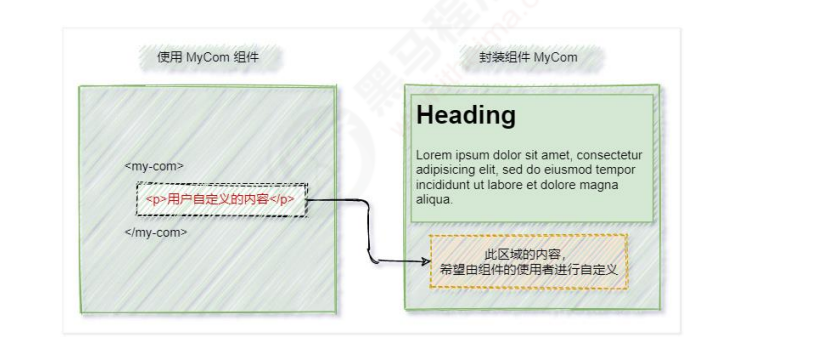 使用 MyCom 组件
<my-com>
<p>用户自定义的内容</p>
</my-com>
封装组件 MyCom
Heading
Lorem ipsum dolor sit amet, consectetur
adipisicing elit, sed do eiusmod tempor
incididunt ut labore et dolore magna
aliqua.
此区域的内容，
希望由组件的使用者进行自定义